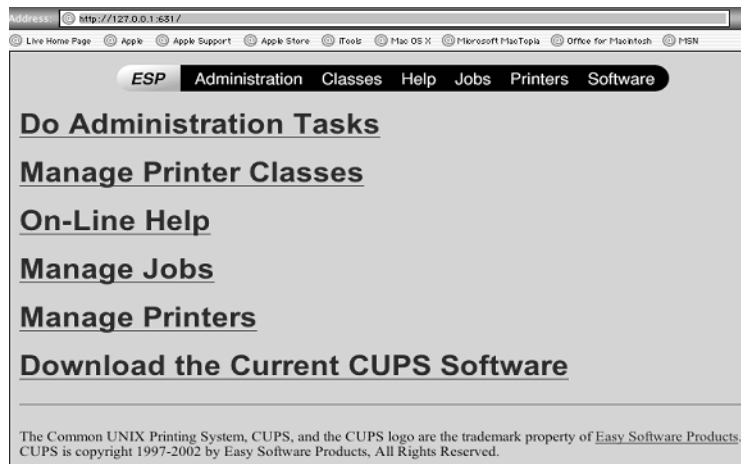 Address: http://127.0.0.1:631/
Live Home Page Apple Apple Support Apple Store iTools Mac OS X Microsoft MacTopia Office for Macintosh MSN
ESP Administration Classes Help Jobs Printers Software
Do Administration Tasks
Manage Printer Classes
On-Line Help
Manage Jobs
Manage Printers
Download the Current CUPS Software
The Common UNIX Printing System, CUPS, and the CUPS logo are the trademark property of Easy Software Products.
CUPS is copyright 1997-2002 by Easy Software Products, All Rights Reserved.